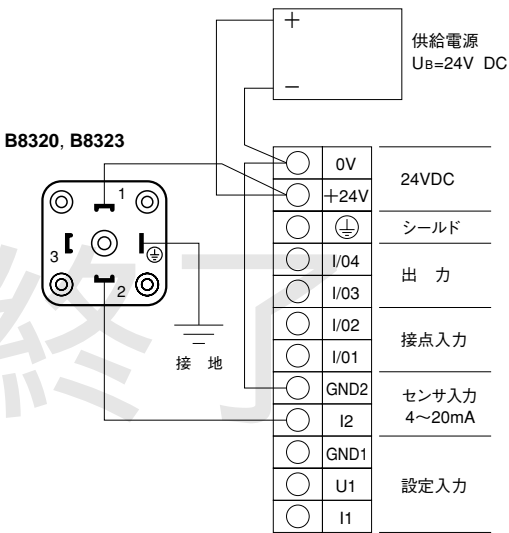 +
供給電源
UB=24V DC
−
B8320, B8323
1
2
3
接 地
0V
+24V
24VDC
シールド
I/04
I/03
出 力
I/02
I/01
接点入力
GND2
I2
センサ入力
4～20mA
GND1
U1
I1
設定入力
終了